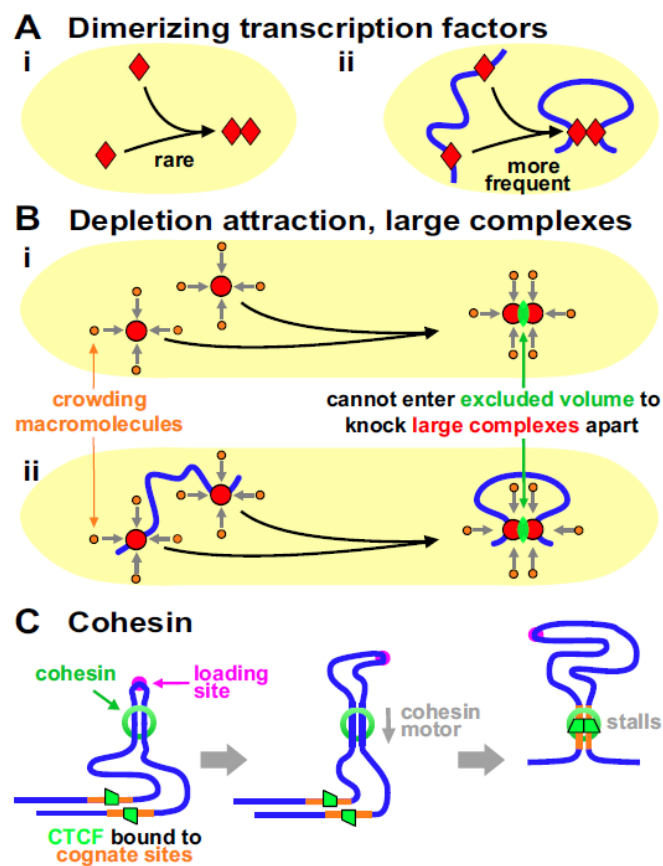 A Dimerizing transcription factors
i
ii
rare
more
frequent
B Depletion attraction, large complexes
i
crowding
macromolecules
cannot enter excluded volume to
knock large complexes apart
ii
C Cohesin
cohesin
loading
site
cohesin
motor
stalls
CTCF bound to
cognate sites